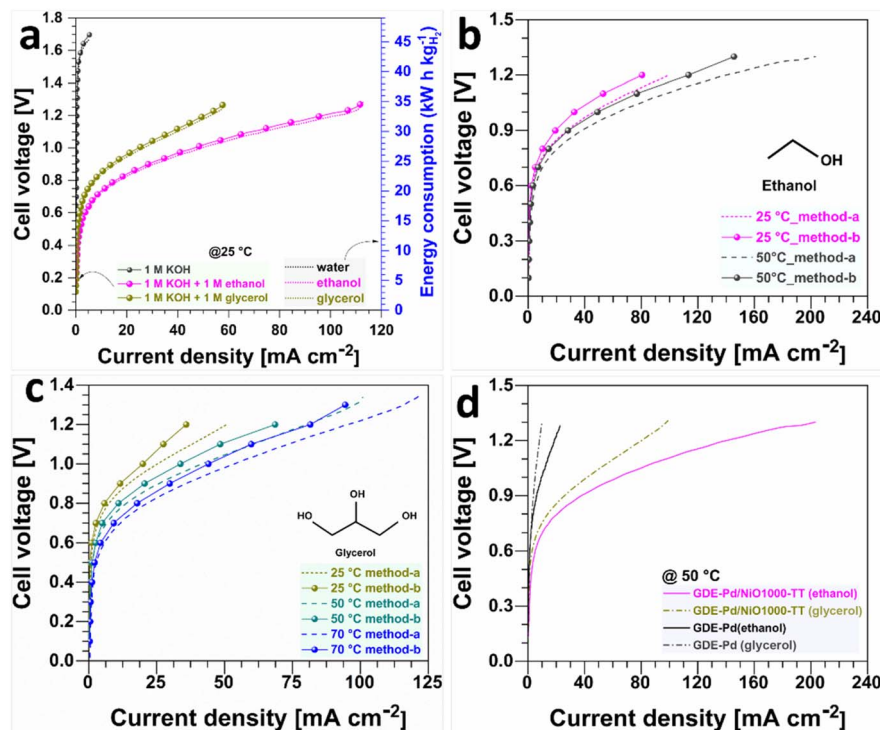 a
Cell voltage [V]
1.8
1.6
1.4
1.2
1.0
0.8
0.6
0.4
0.2
0.0
0 20 40 60 80 100 120
Current density [mA cm⁻²]
45
40
35
30
25
20
15
10
5
0
Energy consumption (kW h kg⁻¹H₂)
@25 °C
1 M KOH
1 M KOH + 1 M ethanol
1 M KOH + 1 M glycerol
water
ethanol
glycerol
b
Cell voltage [V]
1.5
1.2
0.9
0.6
0.3
0.0
0 40 80 120 160 200 240
Current density [mA cm⁻²]
OH
Ethanol
25 °C_method-a
25 °C_method-b
50°C_method-a
50°C_method-b
c
Cell voltage [V]
1.4
1.2
1.0
0.8
0.6
0.4
0.2
0.0
0 25 50 75 100 125
Current density [mA cm⁻²]
OH
HO OH
Glycerol
25 °C method-a
25 °C method-b
50 °C method-a
50 °C method-b
70 °C method-a
70 °C method-b
d
Cell voltage [V]
1.5
1.2
0.9
0.6
0.3
0.0
0 40 80 120 160 200 240
Current density [mA cm⁻²]
@ 50 °C
GDE-Pd/NiO1000-TT (ethanol)
GDE-Pd/NiO1000-TT (glycerol)
GDE-Pd(ethanol)
GDE-Pd (glycerol)